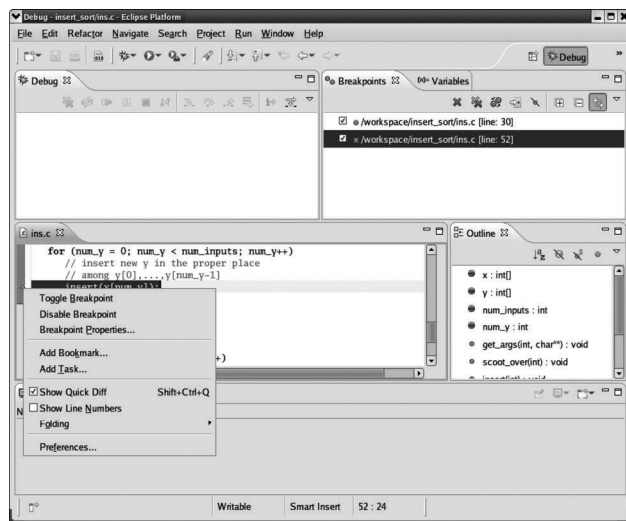 Debug - insert_sort/ins.c - Eclipse Platform
File Edit Refactor Navigate Search Project Run Window Help
Debug
Debug
Breakpoints
(x)= Variables
/workspace/insert_sort/ins.c [line: 30]
/workspace/insert_sort/ins.c [line: 52]
ins.c
for (num_y = 0; num_y < num_inputs; num_y++)
// insert new y in the proper place
// among y[0],...,y[num_y-1]
insert(x[num_y]);
+)
Toggle Breakpoint
Disable Breakpoint
Breakpoint Properties...
Add Bookmark...
Add Task...
Show Quick Diff Shift+Ctrl+Q
Show Line Numbers
Folding
Preferences...
Outline
x : int[]
y : int[]
num_inputs : int
num_y : int
get_args(int, char**) : void
scoot_over(int) : void
insert(int) : void
N
Writable Smart Insert 52 : 24